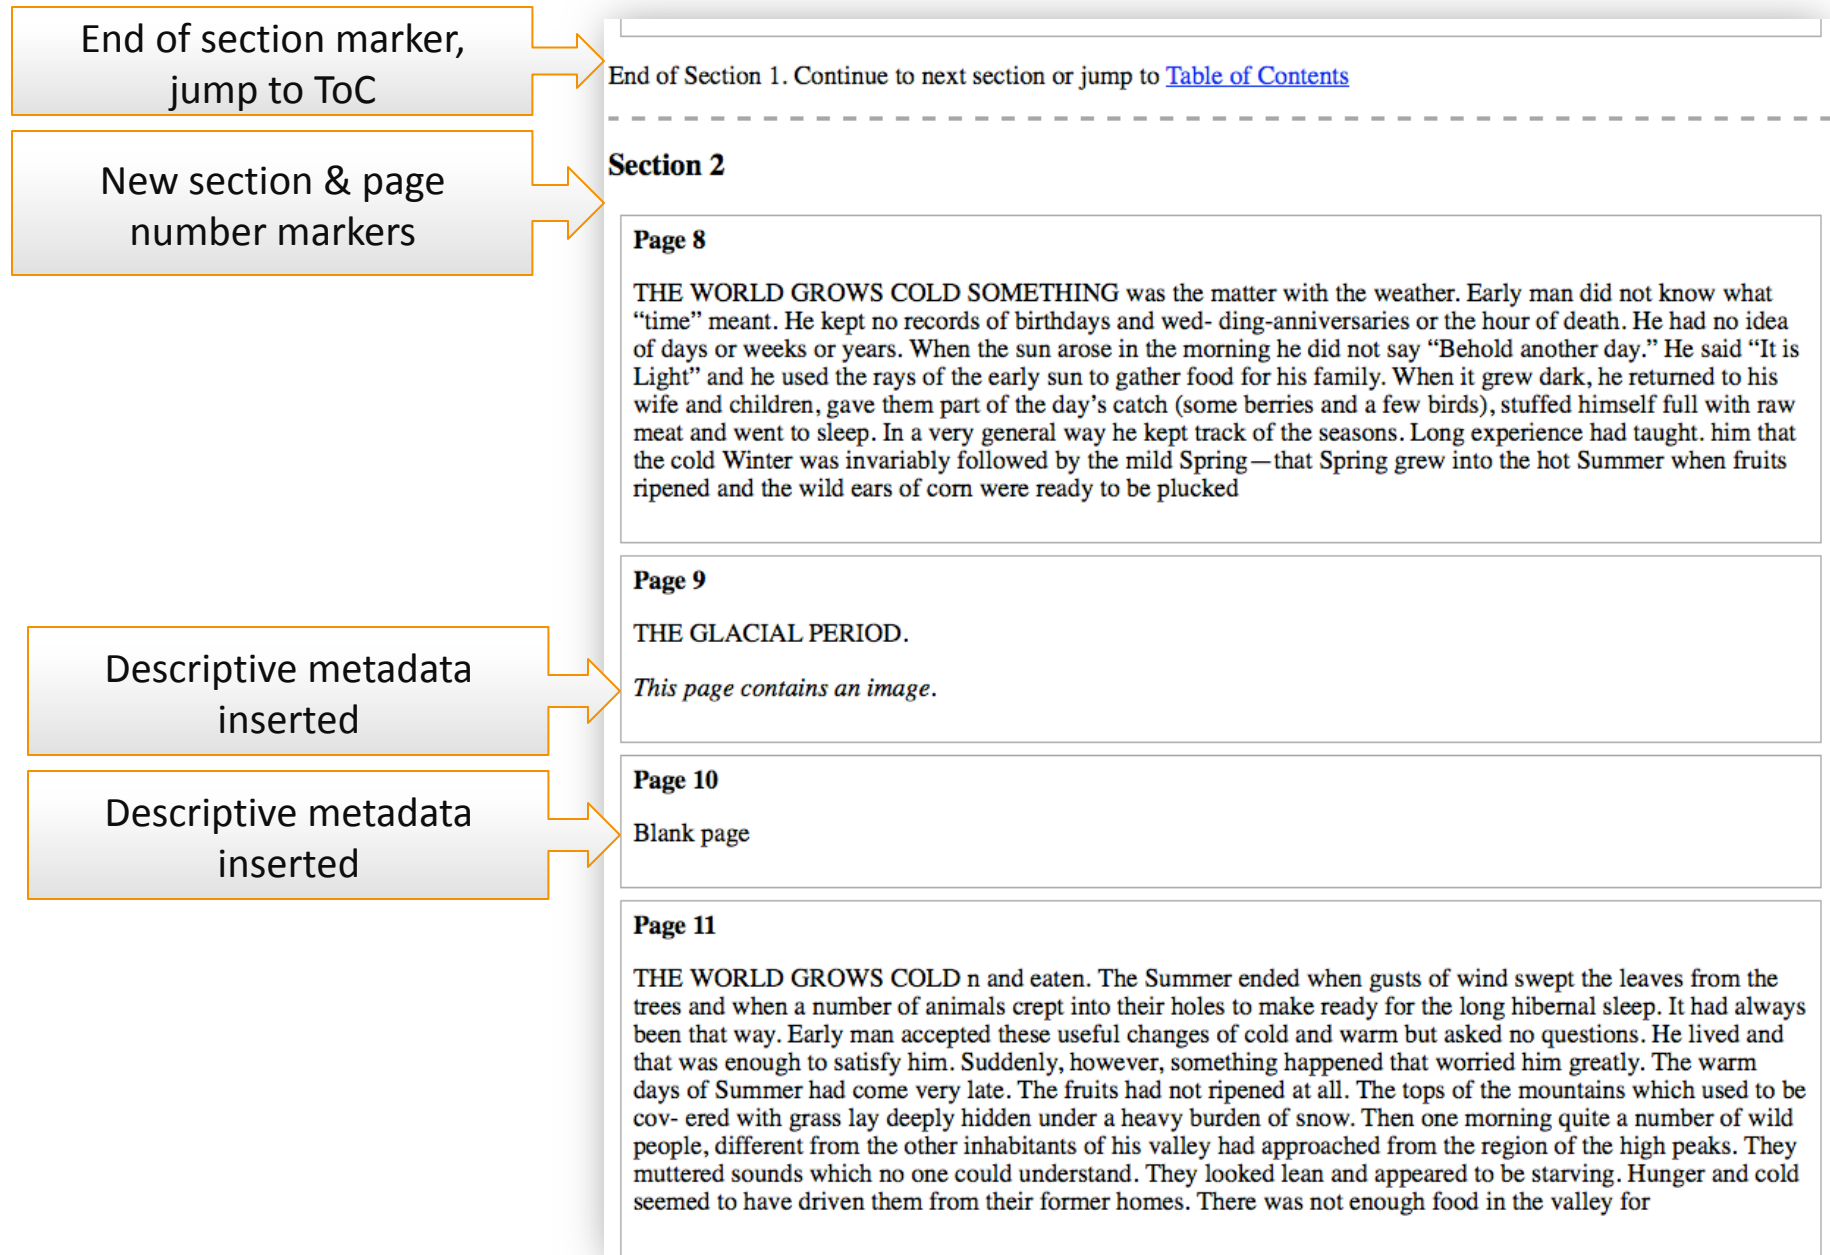 End of section marker,
jump to ToC
New section & page
number markers
Descriptive metadata
inserted
Descriptive metadata
inserted
End of Section 1. Continue to next section or jump to Table of Contents
Section 2
Page 8
THE WORLD GROWS COLD SOMETHING was the matter with the weather. Early man did not know what
“time” meant. He kept no records of birthdays and wed- ding-anniversaries or the hour of death. He had no idea
of days or weeks or years. When the sun arose in the morning he did not say “Behold another day.” He said “It is
Light” and he used the rays of the early sun to gather food for his family. When it grew dark, he returned to his
wife and children, gave them part of the day’s catch (some berries and a few birds), stuffed himself full with raw
meat and went to sleep. In a very general way he kept track of the seasons. Long experience had taught. him that
the cold Winter was invariably followed by the mild Spring—that Spring grew into the hot Summer when fruits
ripened and the wild ears of corn were ready to be plucked
Page 9
THE GLACIAL PERIOD.
This page contains an image.
Page 10
Blank page
Page 11
THE WORLD GROWS COLD n and eaten. The Summer ended when gusts of wind swept the leaves from the
trees and when a number of animals crept into their holes to make ready for the long hibernal sleep. It had always
been that way. Early man accepted these useful changes of cold and warm but asked no questions. He lived and
that was enough to satisfy him. Suddenly, however, something happened that worried him greatly. The warm
days of Summer had come very late. The fruits had not ripened at all. The tops of the mountains which used to be
cov- ered with grass lay deeply hidden under a heavy burden of snow. Then one morning quite a number of wild
people, different from the other inhabitants of his valley had approached from the region of the high peaks. They
muttered sounds which no one could understand. They looked lean and appeared to be starving. Hunger and cold
seemed to have driven them from their former homes. There was not enough food in the valley for